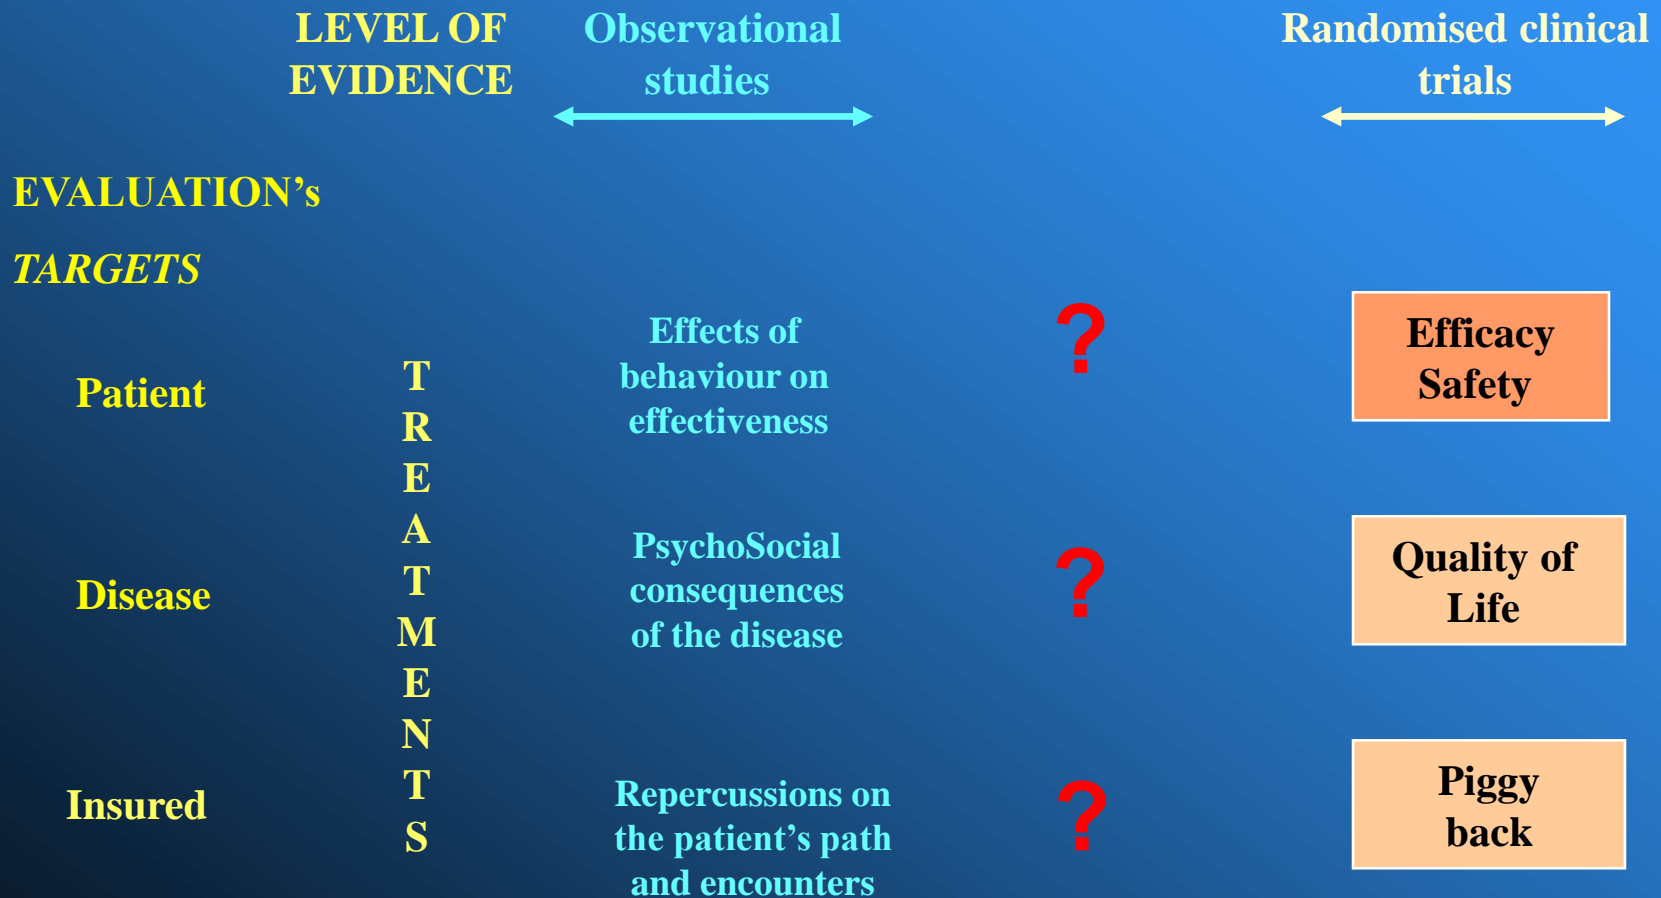 LEVEL OF
EVIDENCE
Observational
studies
Randomised clinical
trials
EVALUATION’s
TARGETS
Patient
Disease
Insured
T
R
E
A
T
M
E
N
T
S
Effects of
behaviour on
effectiveness
?
Efficacy
Safety
PsychoSocial
consequences
of the disease
?
Quality of
Life
Repercussions on
the patient’s path
and encounters
?
Piggy
back